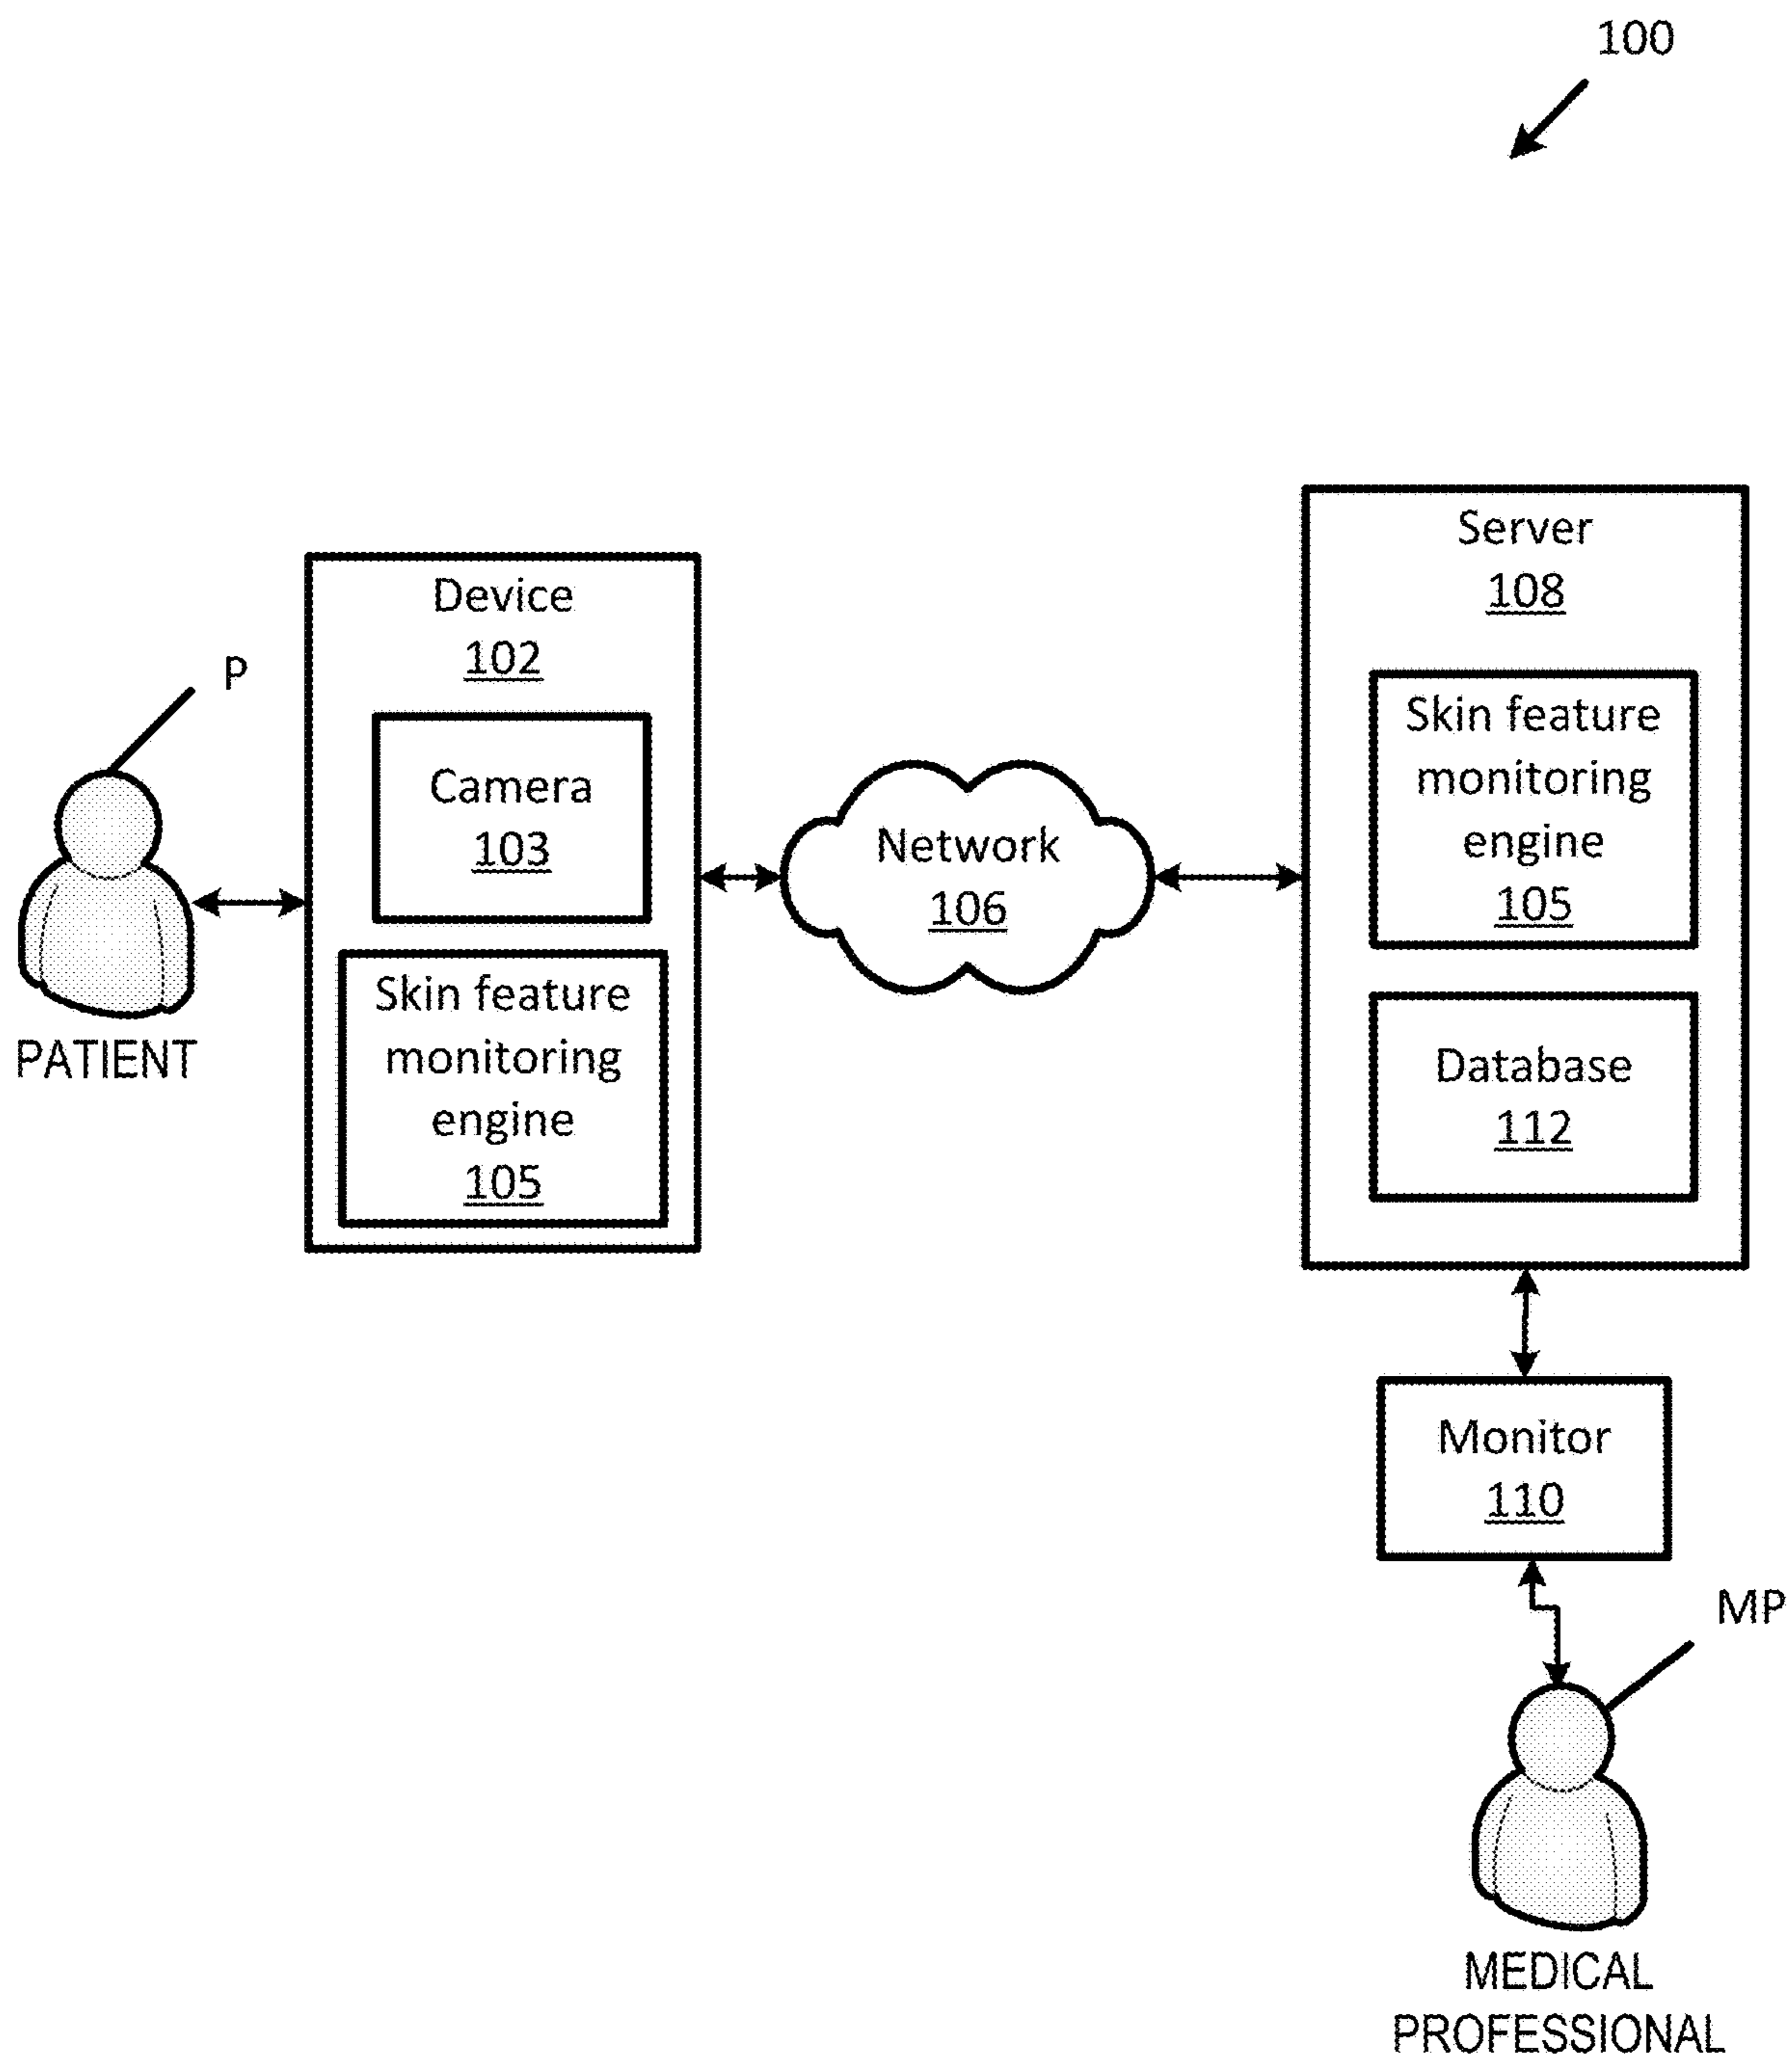 100
P
PATIENT
Device
102
Camera
103
Skin feature
monitoring
engine
105
Network
106
Server
108
Skin feature
monitoring
engine
105
Database
112
Monitor
110
MP
MEDICAL
PROFESSIONAL